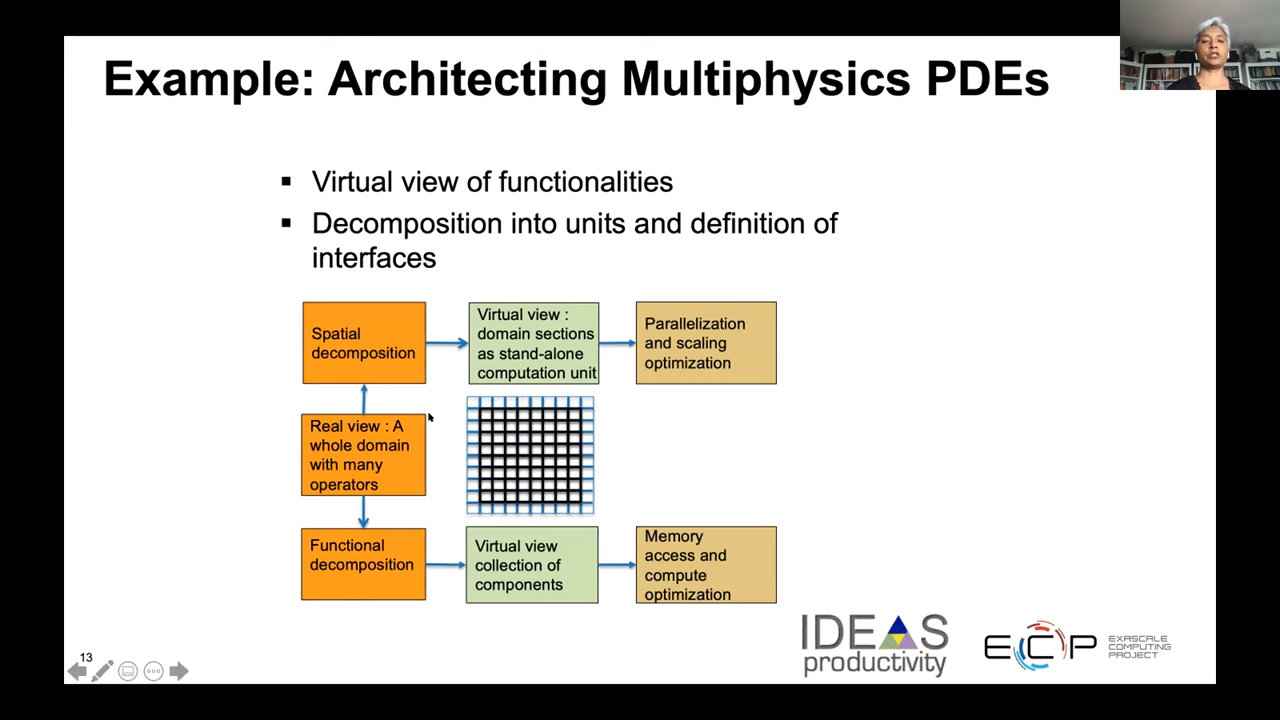 Example: Architecting Multiphysics PDEs
▪ Virtual view of functionalities
▪ Decomposition into units and definition of
interfaces
Spatial
decomposition
Virtual view :
domain sections
as stand-alone
computation unit
Parallelization
and scaling
optimization
Real view : A
whole domain
with many
operators
Functional
decomposition
Virtual view
collection of
components
Memory
access and
compute
optimization
13
IDEAS
productivity
ECP
EXASCALE
COMPUTING
PROJECT